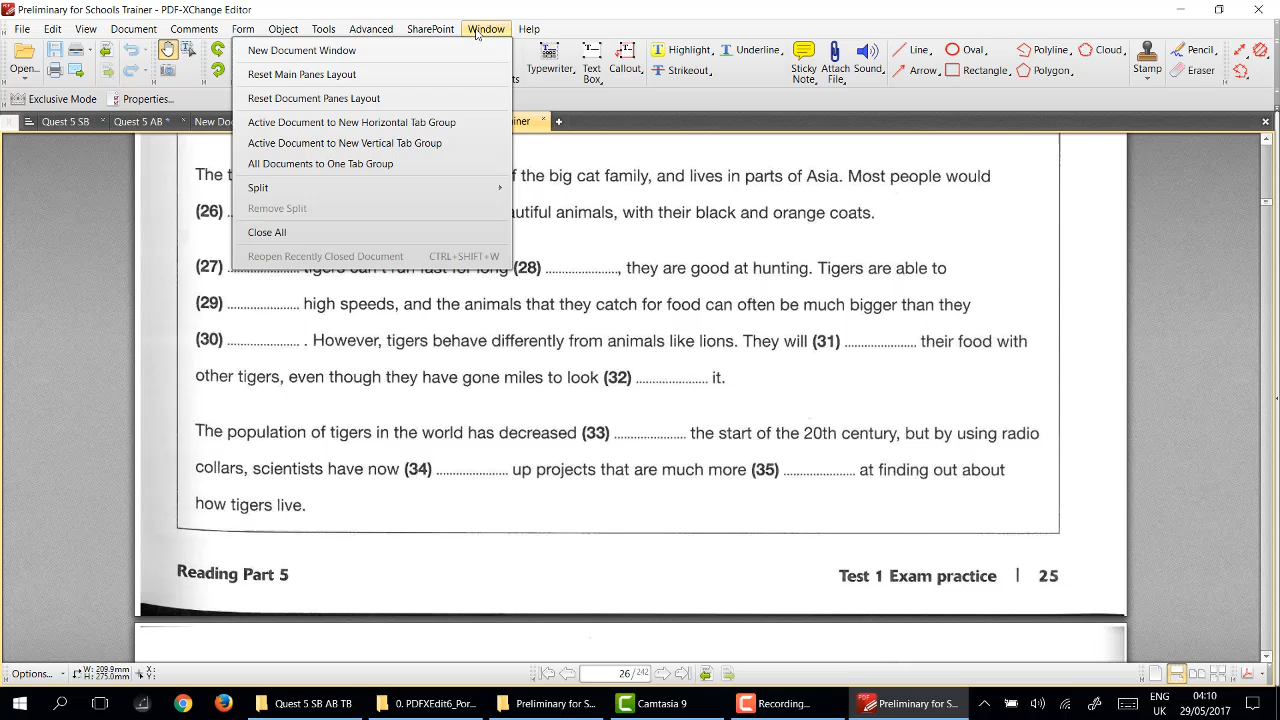 Preliminary for Schools Trainer - PDF-XChange Editor
File Edit View Document Comments Form Object Tools Advanced SharePoint Window Help
Open...
Typewriter. Text Box. Callout. Highlight Strikeout Underline Sticky Note. Attach File. Sound. Line. Arrow Oval Rectangle Polygon Polygon. Cloud Stamp Pencil Eraser
Exclusive Mode Properties...
Quest 5 SB Quest 5 AB * New Doc
New Document Window
Reset Main Panes Layout
Reset Document Panes Layout
Active Document to New Horizontal Tab Group
Active Document to New Vertical Tab Group
All Documents to One Tab Group
Split
Remove Split
Close All
Reopen Recently Closed Document CTRL+SHIFT+W
of the big cat family, and lives in parts of Asia. Most people would
(26) animals, with their black and orange coats.
(27) .................... tigers can't run fast for long (28) ...................., they are good at hunting. Tigers are able to
(29) .................... high speeds, and the animals that they catch for food can often be much bigger than they
(30) .................... . However, tigers behave differently from animals like lions. They will (31) .................... their food with
other tigers, even though they have gone miles to look (32) .................... it.
The population of tigers in the world has decreased (33) .................... the start of the 20th century, but by using radio
collars, scientists have now (34) .................... up projects that are much more (35) .................... at finding out about
how tigers live.
Reading Part 5 Test 1 Exam practice | 25
Options... W: 209.9mm H: 275.0mm X: Y: 26 / 242
Quest 5 SB AB TB 0.PDFXEdit6_Por... Preliminary for S... Camtasia 9 Recording... Preliminary for S... ENG UK 04:10 29/05/2017